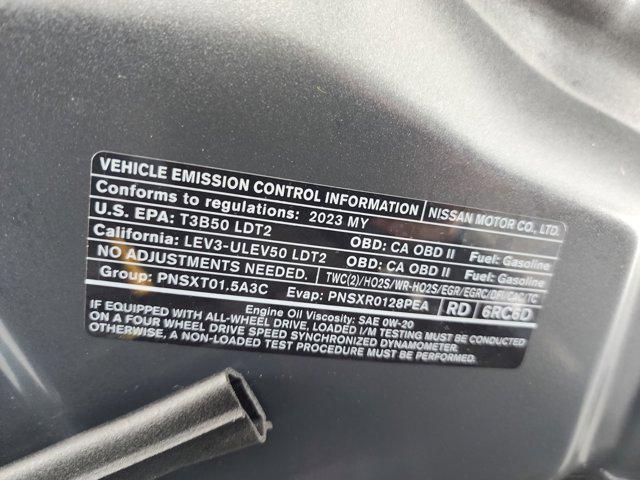 VEHICLE EMISSION CONTROL INFORMATION NISSAN MOTOR CO., LTD.
Conforms to regulations: 2023 MY
U.S. EPA: T3B50 LDT2 OBD: CA OBD II Fuel: Gasoline
California: LEV3-ULEV50 LDT2 OBD: CA OBD II Fuel: Gasoline
NO ADJUSTMENTS NEEDED. TWC(2)/HO2S/WR-HO2S/EGR/EGRC/DFI/CAC/TC
Group: PNSXT01.5A3C Evap: PNSXR0128PEA RD 6RC6D
Engine Oil Viscosity: SAE 0W-20
IF EQUIPPED WITH ALL-WHEEL DRIVE, LOADED I/M TESTING MUST BE CONDUCTED
ON A FOUR WHEEL DRIVE SPEED SYNCHRONIZED DYNAMOMETER.
OTHERWISE, A NON-LOADED TEST PROCEDURE MUST BE PERFORMED.